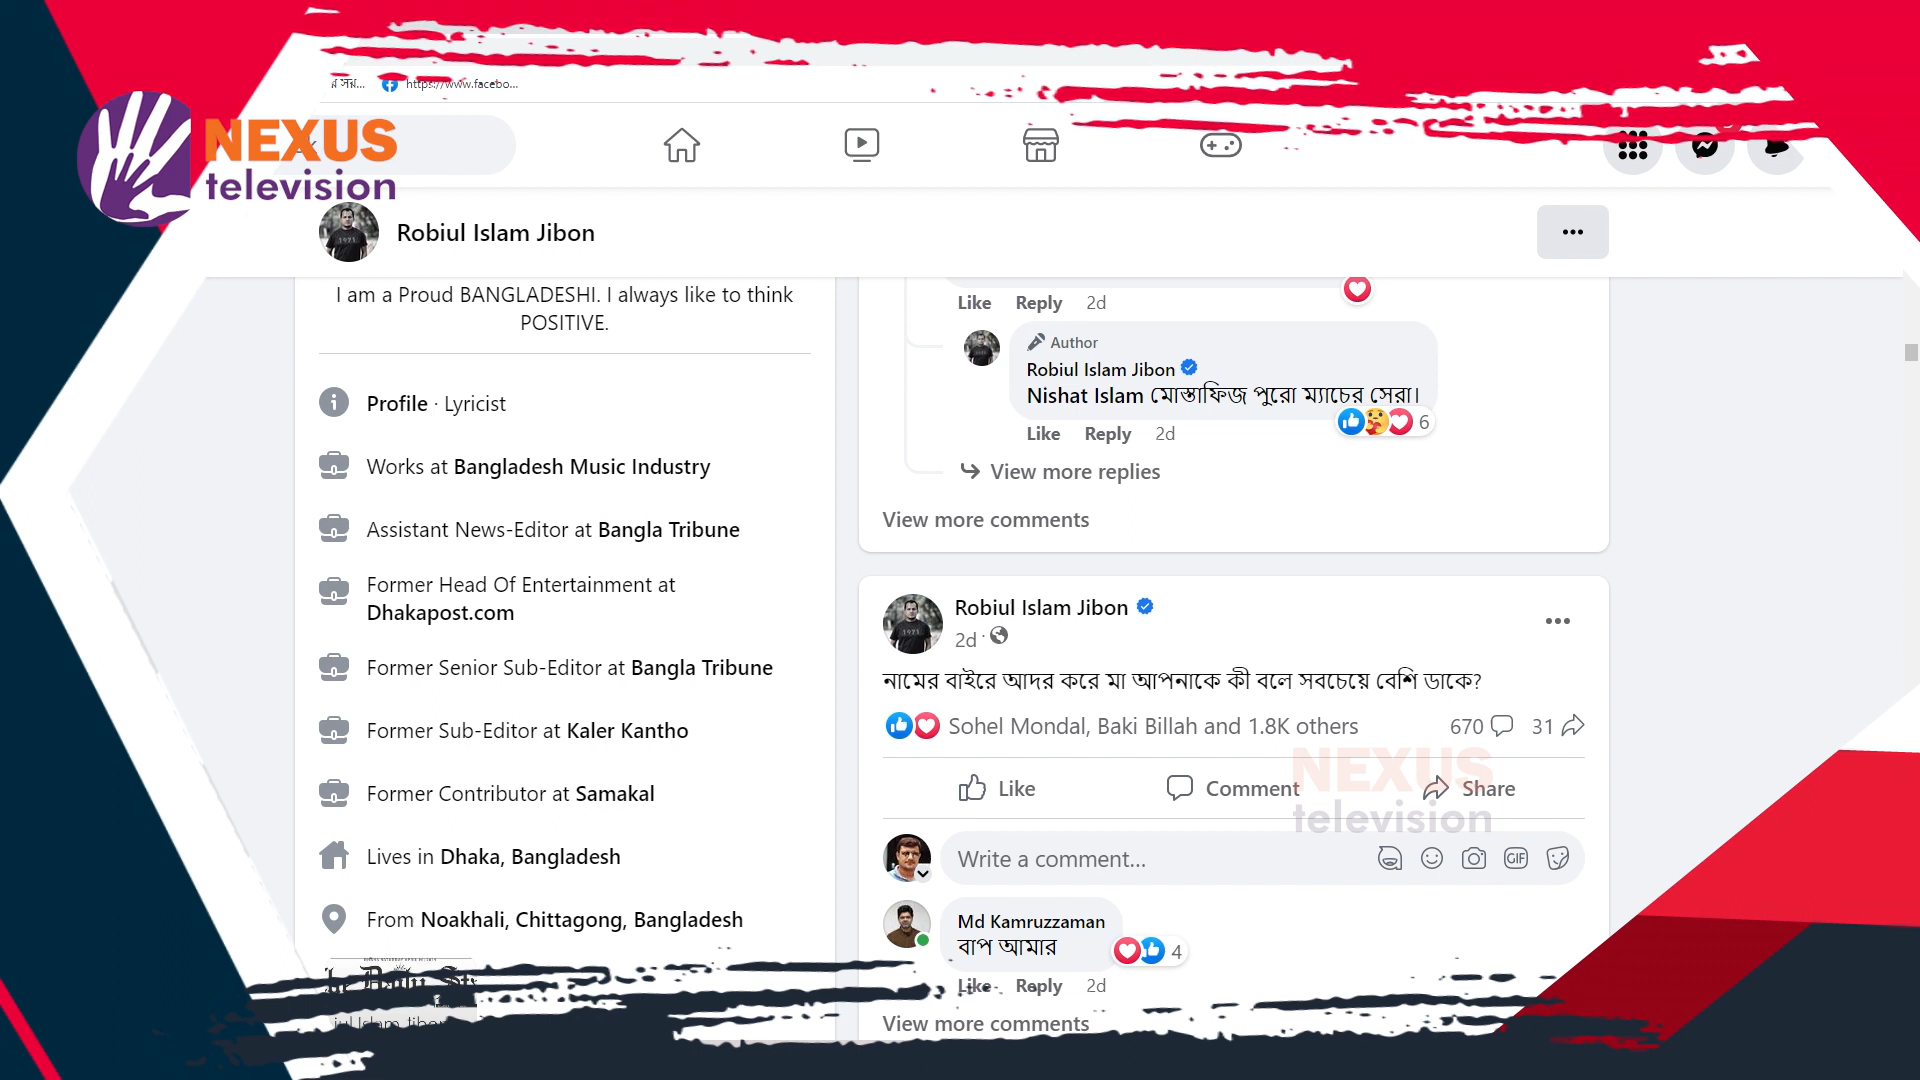 র সর...
https://www.facebo...
NEXUS
television
Robiul Islam Jibon
I am a Proud BANGLADESHI. I always like to think
POSITIVE.
Profile · Lyricist
Works at Bangladesh Music Industry
Assistant News-Editor at Bangla Tribune
Former Head Of Entertainment at
Dhakapost.com
Former Senior Sub-Editor at Bangla Tribune
Former Sub-Editor at Kaler Kantho
Former Contributor at Samakal
Lives in Dhaka, Bangladesh
From Noakhali, Chittagong, Bangladesh
Like Reply 2d
Author
Robiul Islam Jibon
Nishat Islam মোস্তাফিজ পুরো ম্যাচের সেরা।
6
Like Reply 2d
View more replies
View more comments
Robiul Islam Jibon
2d ·
নামের বাইরে আদর করে মা আপনাকে কী বলে সবচেয়ে বেশি ডাকে?
Sohel Mondal, Baki Billah and 1.8K others 670 31
Like Comment Share
NEXUS
television
Write a comment...
GIF
Md Kamruzzaman
বাপ আমার
4
Like Reply 2d
View more comments